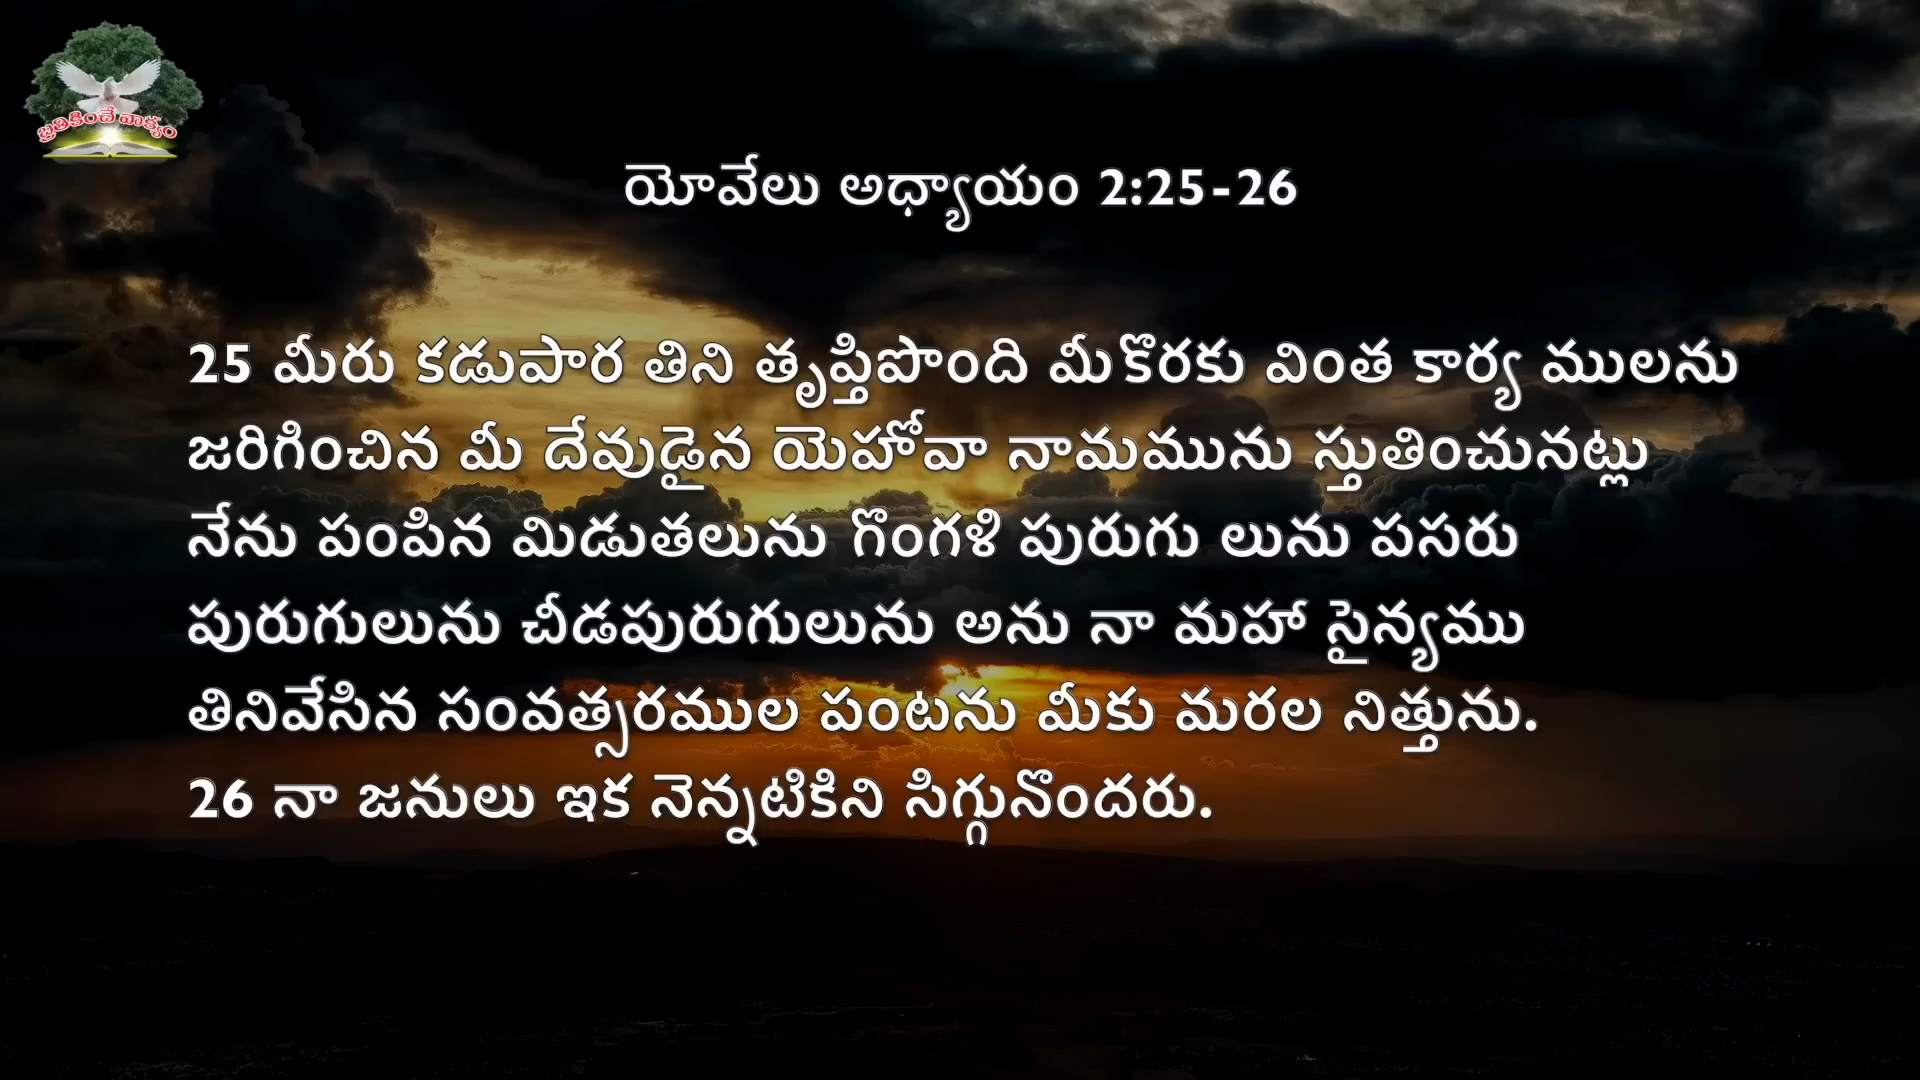 బ్రతికించే వాక్యం
యోవేలు అధ్యాయం 2:25-26
25 మీరు కడుపార తిని తృప్తిపొంది మీకొరకు వింత కార్య ములను
జరిగించిన మీ దేవుడైన యెహోవా నామమును స్తుతించునట్లు
నేను పంపిన మిడుతలును గొంగళి పురుగు లును పసరు
పురుగులును చీడపురుగులును అను నా మహా సైన్యము
తినివేసిన సంవత్సరముల పంటను మీకు మరల నిత్తును.
26 నా జనులు ఇక నెన్నటికిని సిగ్గునొందరు.